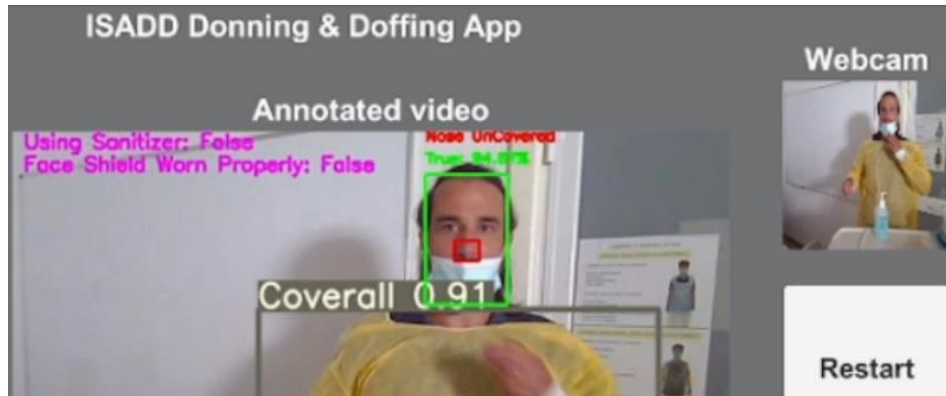 ISADD Donning & Doffing App
Webcam
Annotated video
Using Sanitizer: False
Nose UnCovered
Face Shield Worn Properly: False
Coverall 0.91
Restart